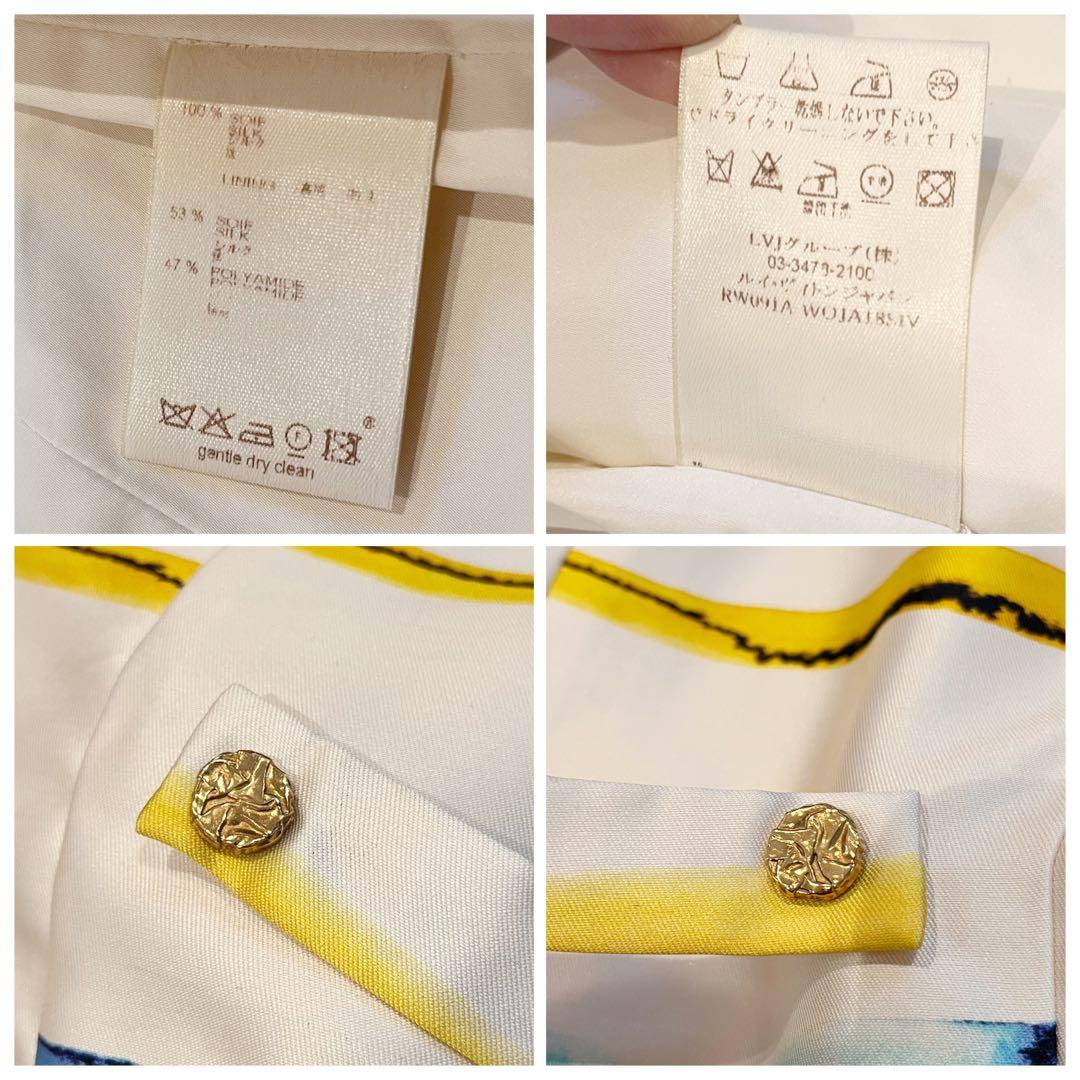 100 % SOIE
SILK
シルク
LINING
53 % SOIE
SILK
シルク
47 % POLYAMIDE
POLYAMIDE
gentle dry clean
タンブラー乾燥しないで下さい。
ドライクリーニングをして下さ
LVJグループ(株)
03-3478-2100
ルイ・ヴィトンジャパン
RW091A